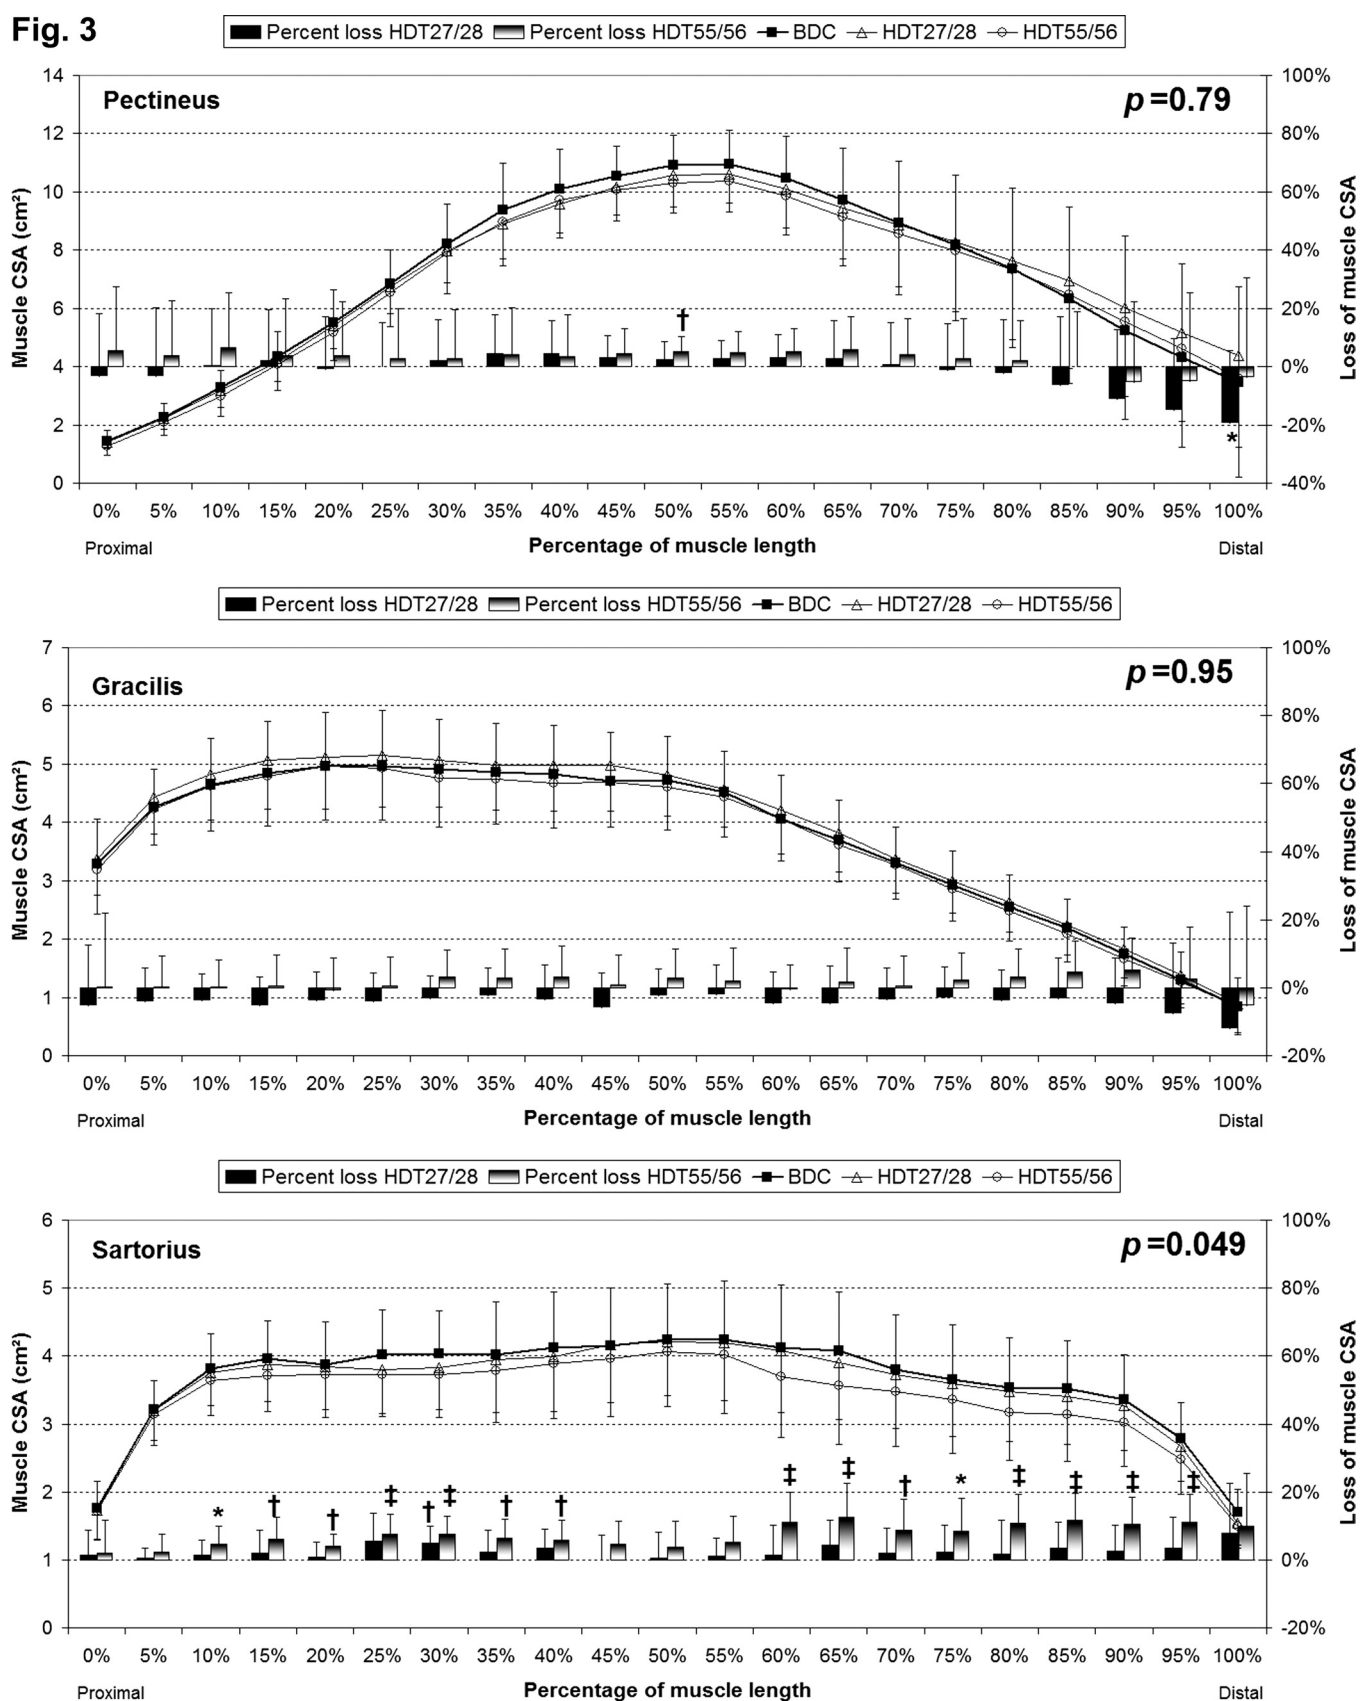 Fig. 3
Percent loss HDT27/28 Percent loss HDT55/56 BDC HDT27/28 HDT55/56
14 100%
Pectineus p=0.79
12 80%
10 60%
8 40%
6 20%
†
4 0%
2 -20%
*
0 -40%
Muscle CSA (cm²)
Loss of muscle CSA
0% 5% 10% 15% 20% 25% 30% 35% 40% 45% 50% 55% 60% 65% 70% 75% 80% 85% 90% 95% 100%
Proximal Percentage of muscle length Distal
Percent loss HDT27/28 Percent loss HDT55/56 BDC HDT27/28 HDT55/56
7 100%
Gracilis p=0.95
6 80%
5 60%
4 40%
3 20%
2 0%
1 -20%
0
Muscle CSA (cm²)
Loss of muscle CSA
0% 5% 10% 15% 20% 25% 30% 35% 40% 45% 50% 55% 60% 65% 70% 75% 80% 85% 90% 95% 100%
Proximal Percentage of muscle length Distal
Percent loss HDT27/28 Percent loss HDT55/56 BDC HDT27/28 HDT55/56
6 100%
Sartorius p=0.049
5 80%
4 60%
3 40%
2 20%
* † † ‡ † ‡ † † ‡ ‡ † * ‡ ‡ ‡ ‡
1 0%
0 -20%
Muscle CSA (cm²)
Loss of muscle CSA
0% 5% 10% 15% 20% 25% 30% 35% 40% 45% 50% 55% 60% 65% 70% 75% 80% 85% 90% 95% 100%
Proximal Percentage of muscle length Distal